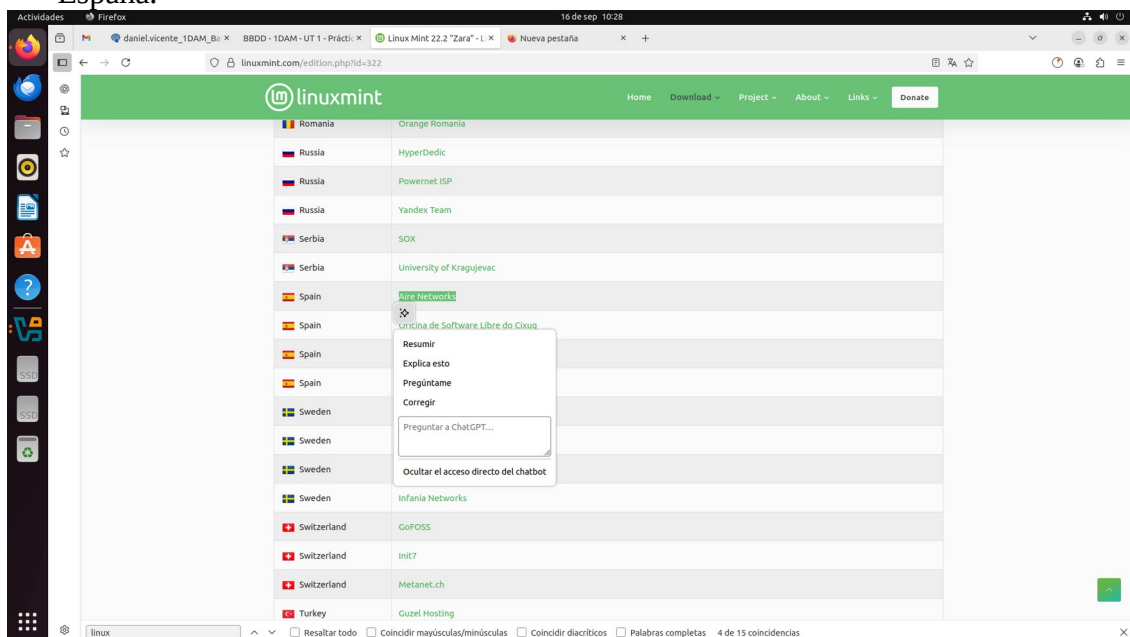 España.
Actividades Firefox 16 de sep 10:28
daniel.vicente_1DAM_Ba × BBDD - 1DAM - UT 1 - Práctic × Linux Mint 22.2 "Zara" - L × Nueva pestaña × +
linuxmint.com/edition.php?id=322
linuxmint Home Download Project About Links Donate
Romania Orange Romania
Russia HyperDedic
Russia Powernet ISP
Russia Yandex Team
Serbia SOX
Serbia University of Kragujevac
Spain Aire Networks
Spain Oficina de Software Libre do Cixug
Spain
Spain
Resumir
Explica esto
Pregúntame
Corregir
Preguntar a ChatGPT...
Ocultar el acceso directo del chatbot
Sweden
Sweden
Sweden
Sweden Infania Networks
Switzerland GoFOSS
Switzerland Init7
Switzerland Metanet.ch
Turkey Guzel Hosting
SSD
SSD
linux Resaltar todo Coincidir mayúsculas/minúsculas Coincidir diacríticos Palabras completas 4 de 15 coincidencias